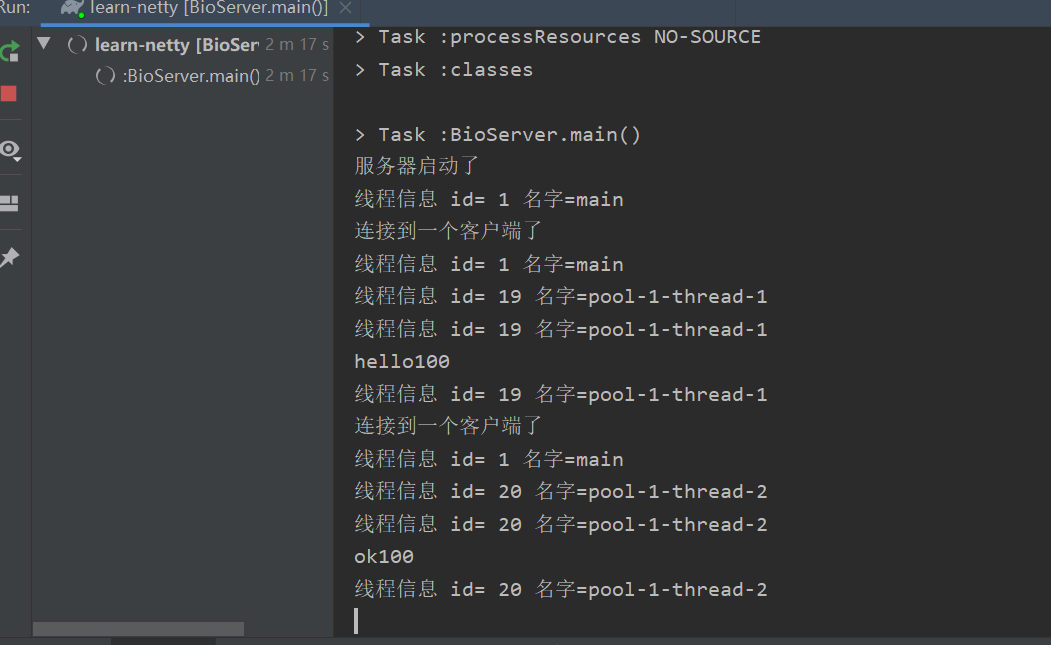 Run:
learn-netty [BioServer.main()]
learn-netty [BioSer 2 m 17 s
:BioServer.main() 2 m 17 s
> Task :processResources NO-SOURCE
> Task :classes
> Task :BioServer.main()
服务器启动了
线程信息 id= 1 名字=main
连接到一个客户端了
线程信息 id= 1 名字=main
线程信息 id= 19 名字=pool-1-thread-1
线程信息 id= 19 名字=pool-1-thread-1
hello100
线程信息 id= 19 名字=pool-1-thread-1
连接到一个客户端了
线程信息 id= 1 名字=main
线程信息 id= 20 名字=pool-1-thread-2
线程信息 id= 20 名字=pool-1-thread-2
ok100
线程信息 id= 20 名字=pool-1-thread-2